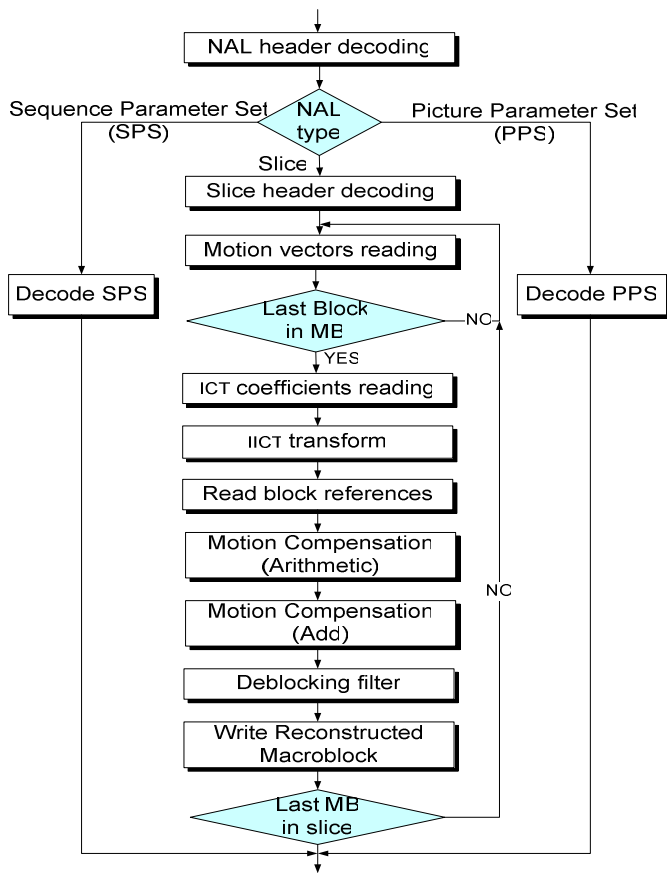 NAL header decoding
Sequence Parameter Set
(SPS)
NAL
type
Picture Parameter Set
(PPS)
Slice
Slice header decoding
Motion vectors reading
Decode SPS
Decode PPS
Last Block
in MB
NO
YES
ICT coefficients reading
IICT transform
Read block references
Motion Compensation
(Arithmetic)
NO
Motion Compensation
(Add)
Deblocking filter
Write Reconstructed
Macroblock
Last MB
in slice